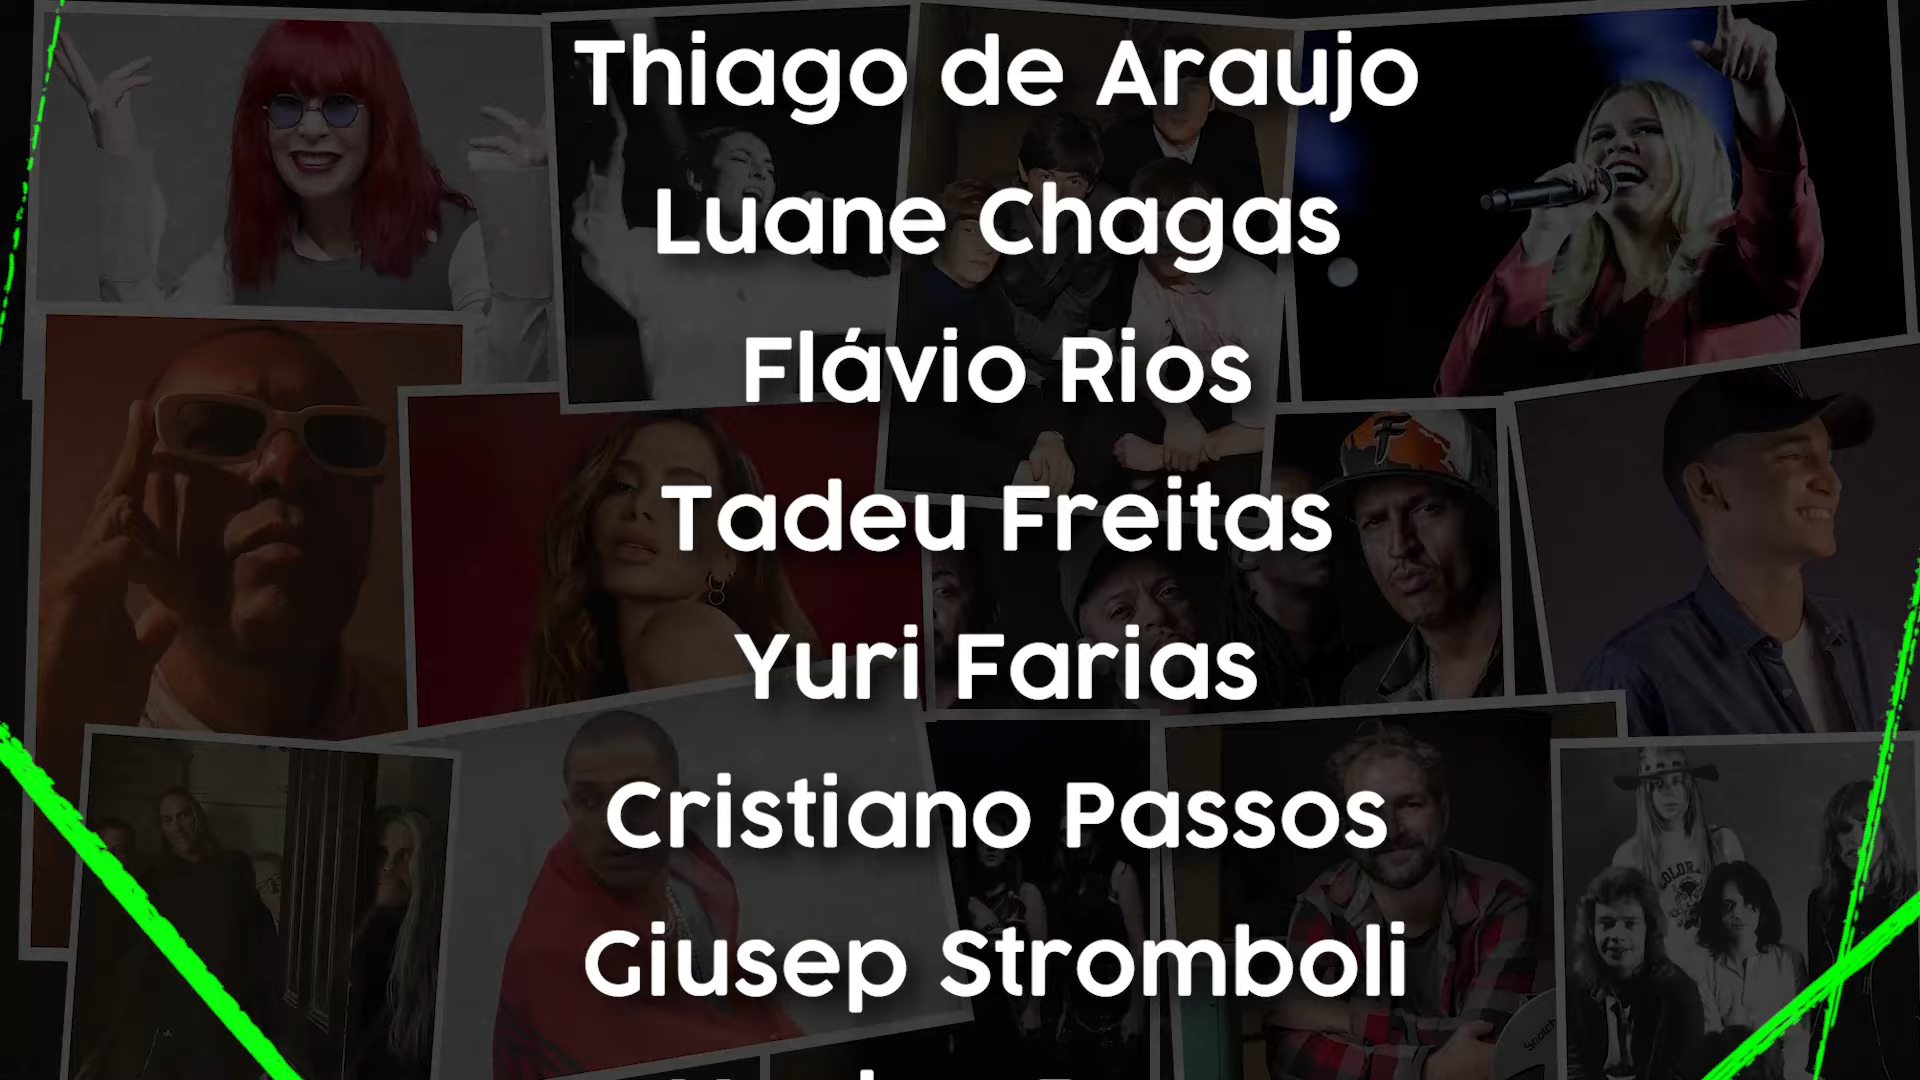 Thiago de Araujo
Luane Chagas
Flávio Rios
Tadeu Freitas
Yuri Farias
Cristiano Passos
Giusep Stromboli